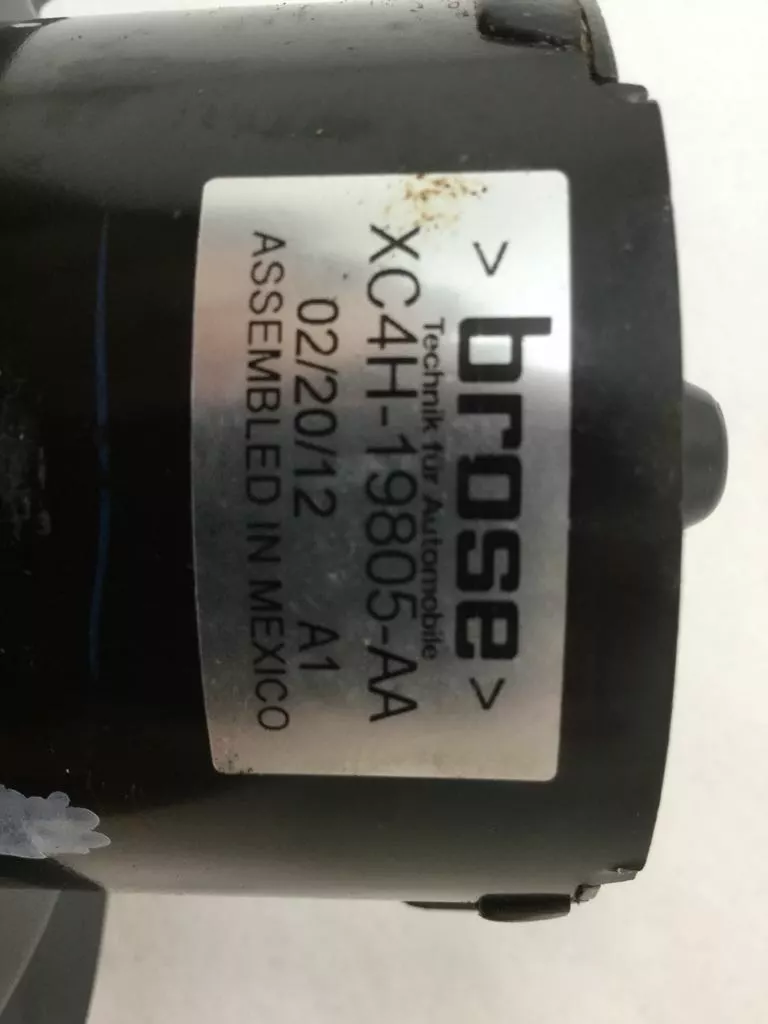 > brose >
Technik für Automobile
XC4H-19805-AA
02/20/12 A1
ASSEMBLED IN MEXICO